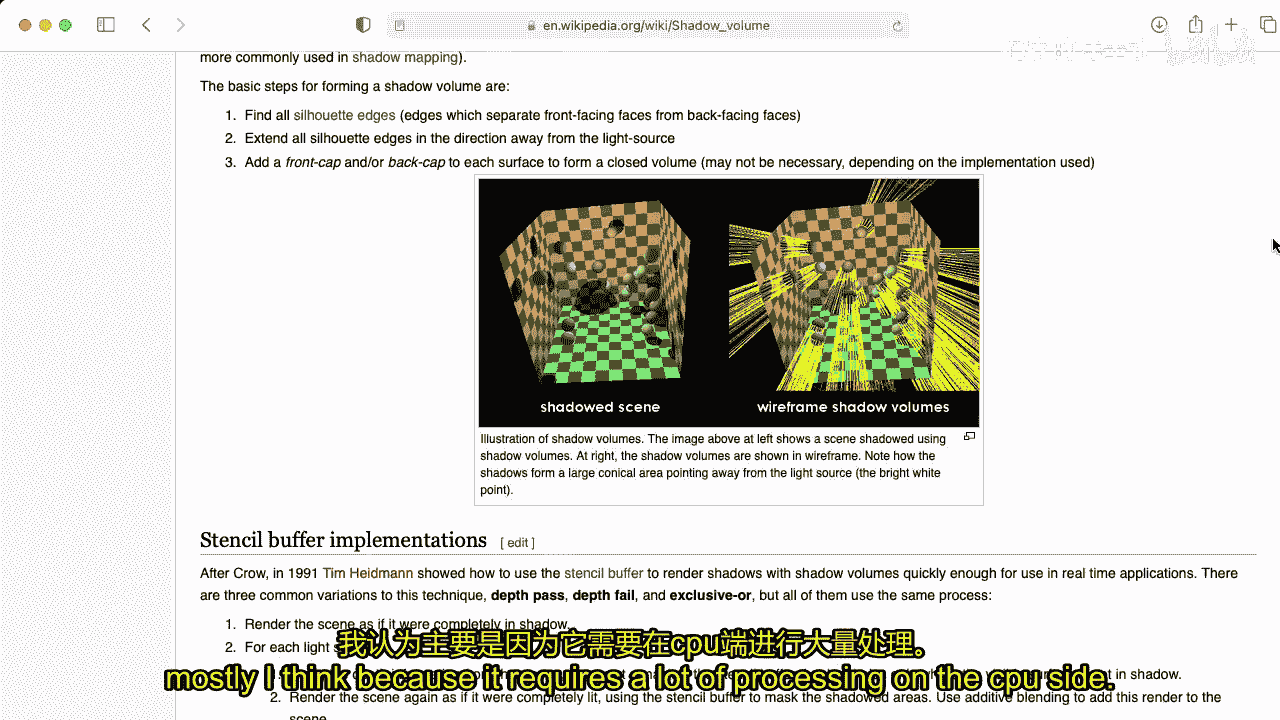 en.wikipedia.org/wiki/Shadow_volume
more commonly used in shadow mapping).
The basic steps for forming a shadow volume are:
1. Find all silhouette edges (edges which separate front-facing faces from back-facing faces)
2. Extend all silhouette edges in the direction away from the light-source
3. Add a front-cap and/or back-cap to each surface to form a closed volume (may not be necessary, depending on the implementation used)
shadowed scene
wireframe shadow volumes
Illustration of shadow volumes. The image above at left shows a scene shadowed using
shadow volumes. At right, the shadow volumes are shown in wireframe. Note how the
shadows form a large conical area pointing away from the light source (the bright white
point).
Stencil buffer implementations [ edit ]
After Crow, in 1991 Tim Heidmann showed how to use the stencil buffer to render shadows with shadow volumes quickly enough for use in real time applications. There
are three common variations to this technique, depth pass, depth fail, and exclusive-or, but all of them use the same process:
1. Render the scene as if it were completely in shadow.
2. For each light
我认为主要是因为它需要在cpu端进行大量处理。
mostly I think because it requires a lot of processing on the cpu side.
in shadow.
2. Render the scene again as if it were completely lit, using the stencil buffer to mask the shadowed areas. Use additive blending to add this render to the
scene.